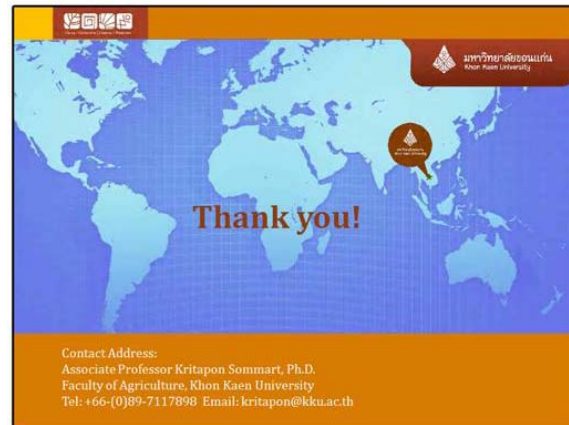 มหาวิทยาลัยขอนแก่น
Khon Kaen University
Thank you!
Contact Address:
Associate Professor Kritapon Sommart, Ph.D.
Faculty of Agriculture, Khon Kaen University
Tel: +66-(0)89-7117898  Email: kritapon@kku.ac.th